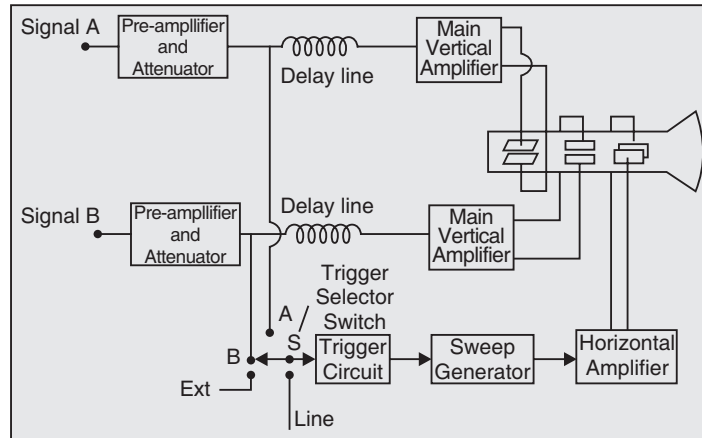 Signal A
Pre-ampllifier
and
Attenuator
Delay line
Main
Vertical
Amplifier
Signal B
Pre-ampllifier
and
Attenuator
Delay line
Main
Vertical
Amplifier
A
Trigger
Selector
Switch
S
B
Ext
Line
Trigger
Circuit
Sweep
Generator
Horizontal
Amplifier